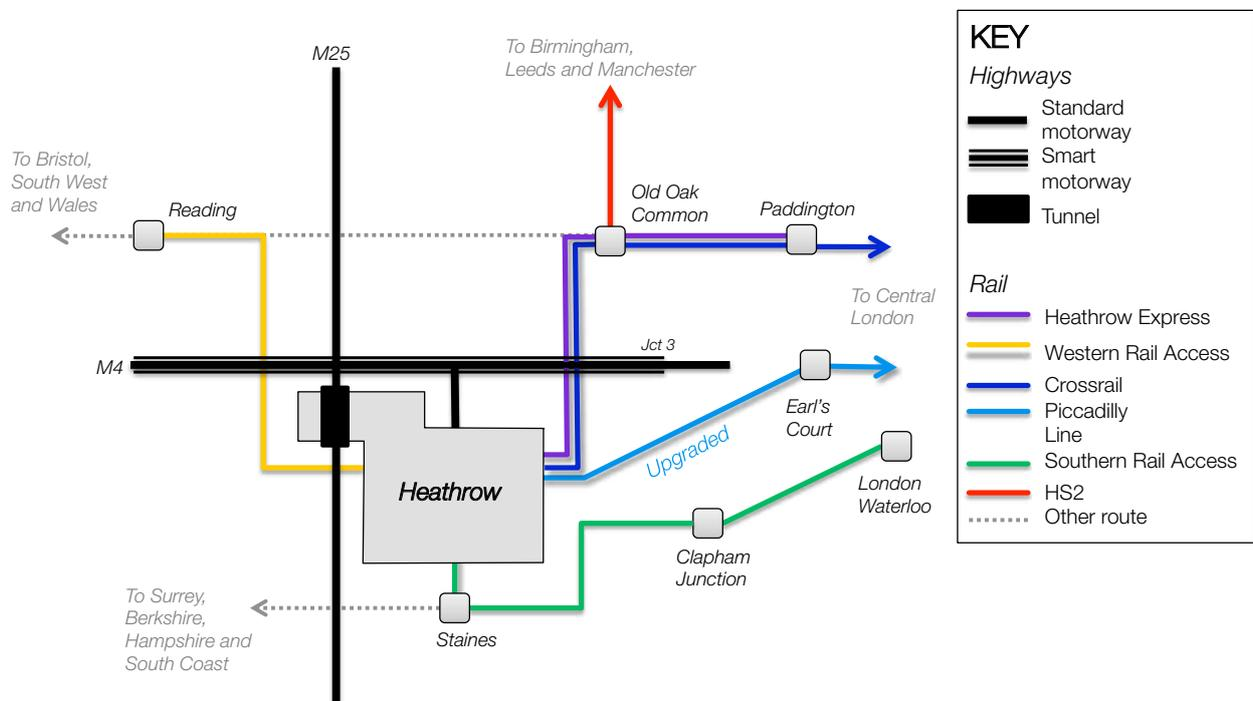 M25
To Birmingham,
Leeds and Manchester
To Bristol,
South West
and Wales
Reading
Old Oak
Common
Paddington
To Central
London
M4
Jct 3
Earl's
Court
Upgraded
Heathrow
London
Waterloo
Clapham
Junction
To Surrey,
Berkshire,
Hampshire and
South Coast
Staines
KEY
Highways
Standard
motorway
Smart
motorway
Tunnel
Rail
Heathrow Express
Western Rail Access
Crossrail
Piccadilly
Line
Southern Rail Access
HS2
Other route